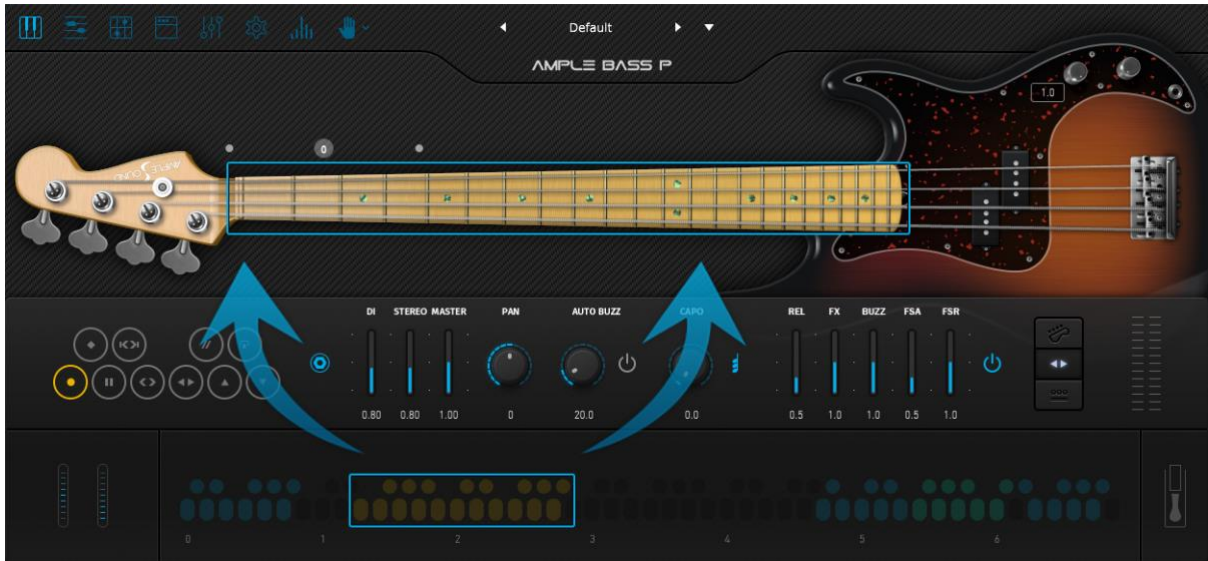 Default
AMPLE BASS P
1.0
AMPLE SOUND
0
DI STEREO MASTER PAN AUTO BUZZ CAPO REL FX BUZZ FSA FSR
0.80 0.80 1.00 0 20.0 0.0 0.5 1.0 1.0 0.5 1.0
0 1 2 3 4 5 6